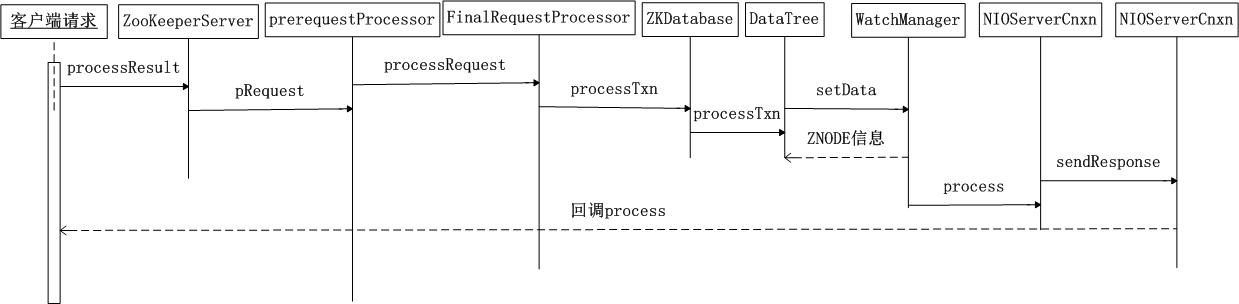 客户端请求
ZooKeeperServer
prerequestProcessor
FinalRequestProcessor
ZKDatabase
DataTree
WatchManager
NIOServerCnxn
NIOServerCnxn
processResult
pRequest
processRequest
processTxn
processTxn
setData
ZNODE信息
process
sendResponse
回调process